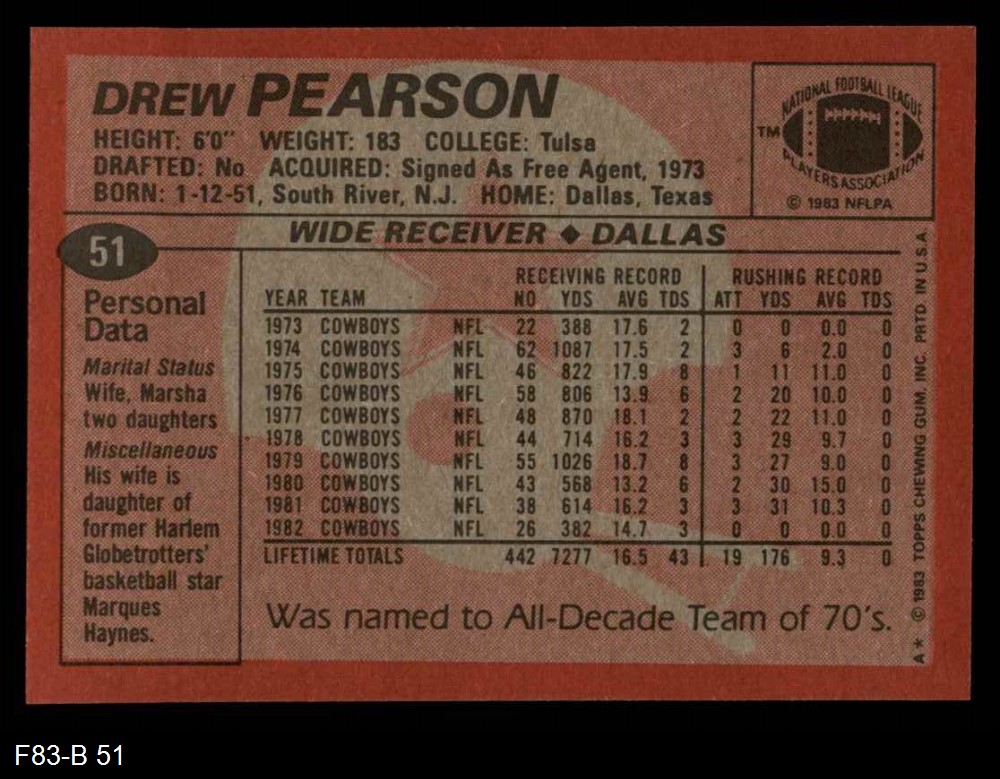 DREW PEARSON
HEIGHT: 6'0" WEIGHT: 183 COLLEGE: Tulsa
DRAFTED: No ACQUIRED: Signed As Free Agent, 1973
BORN: 1-12-51, South River, N.J. HOME: Dallas, Texas
NATIONAL FOOTBALL LEAGUE
PLAYERS ASSOCIATION
TM
© 1983 NFLPA
WIDE RECEIVER ◆ DALLAS
51
Personal
Data
Marital Status
Wife, Marsha
two daughters
Miscellaneous
His wife is
daughter of
former Harlem
Globetrotters'
basketball star
Marques
Haynes.
RECEIVING RECORD RUSHING RECORD
YEAR TEAM NO YDS AVG TDS ATT YDS AVG TDS
1973 COWBOYS NFL 22 388 17.6 2 0 0 0.0 0
1974 COWBOYS NFL 62 1087 17.5 2 3 6 2.0 0
1975 COWBOYS NFL 46 822 17.9 8 1 11 11.0 0
1976 COWBOYS NFL 58 806 13.9 6 2 20 10.0 0
1977 COWBOYS NFL 48 870 18.1 2 2 22 11.0 0
1978 COWBOYS NFL 44 714 16.2 3 3 29 9.7 0
1979 COWBOYS NFL 55 1026 18.7 8 3 27 9.0 0
1980 COWBOYS NFL 43 568 13.2 6 2 30 15.0 0
1981 COWBOYS NFL 38 614 16.2 3 3 31 10.3 0
1982 COWBOYS NFL 26 382 14.7 3 0 0 0.0 0
LIFETIME TOTALS 442 7277 16.5 43 19 176 9.3 0
Was named to All-Decade Team of 70's.
A* © 1983 TOPPS CHEWING GUM, INC. PRTD. IN U.S.A.
F83-B 51